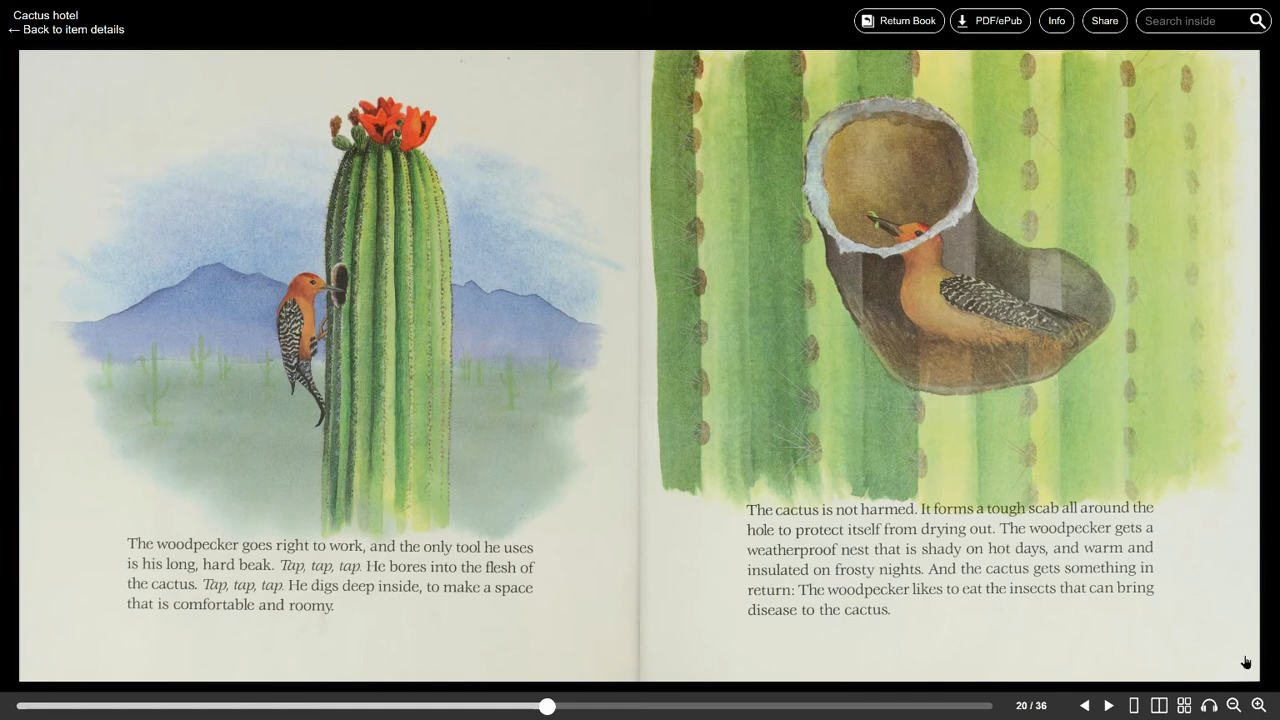 Cactus hotel
← Back to item details
Return Book
PDF/ePub
Info
Share
Search inside
The woodpecker goes right to work, and the only tool he uses
is his long, hard beak. Tap, tap, tap. He bores into the flesh of
the cactus. Tap, tap, tap. He digs deep inside, to make a space
that is comfortable and roomy.
The cactus is not harmed. It forms a tough scab all around the
hole to protect itself from drying out. The woodpecker gets a
weatherproof nest that is shady on hot days, and warm and
insulated on frosty nights. And the cactus gets something in
return: The woodpecker likes to eat the insects that can bring
disease to the cactus.
20 / 36